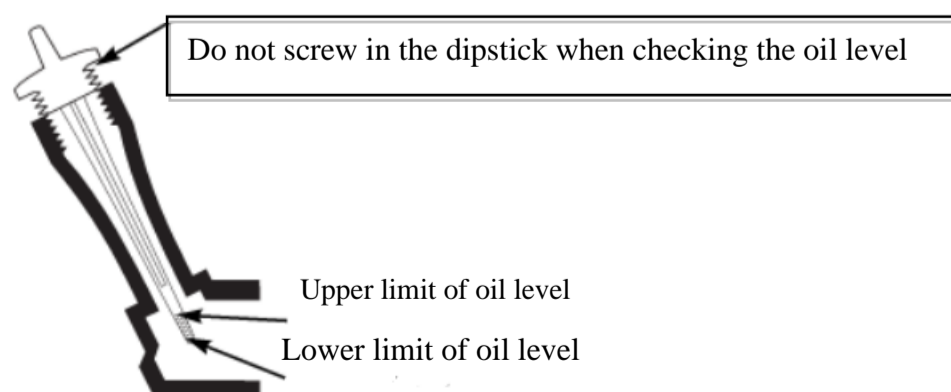 Do not screw in the dipstick when checking the oil level
Upper limit of oil level
Lower limit of oil level